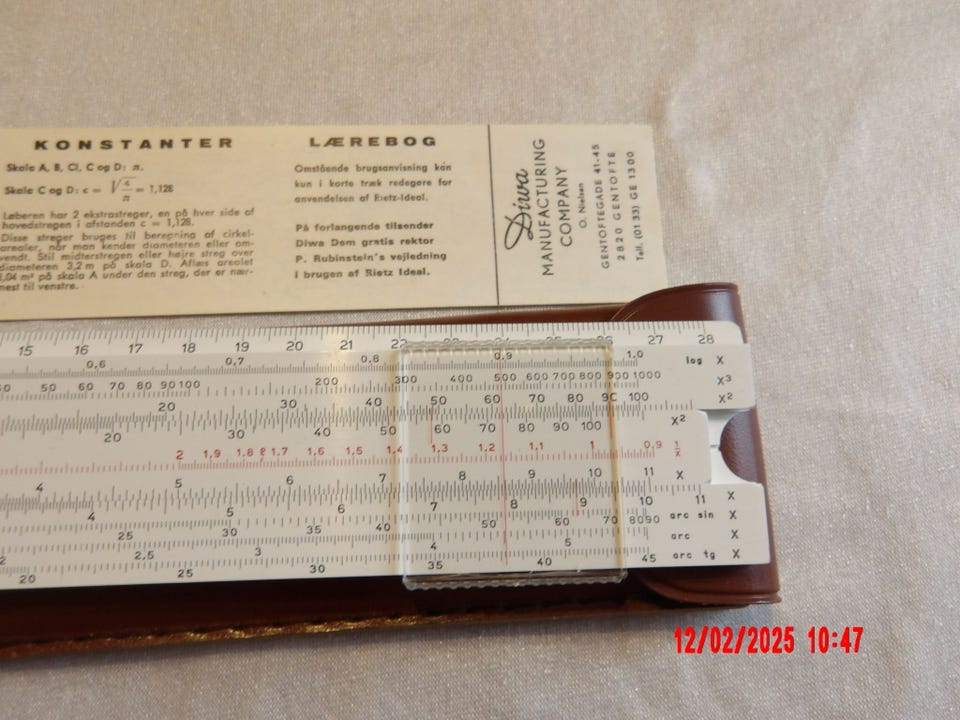 KONSTANTER
Skala A, B, CI, C og D: π.
Skala C og D: c = √4/π = 1,128
Løberen har 2 ekstrastreger, en på hver side af
hovedstregen i afstanden c = 1,128.
Disse streger bruges til beregning af cirkel-
arealer, når man kender diameteren eller om-
vendt. Stil midterstregen eller højre streg over
diameteren 3,2 m på skala D. Aflæs arealet
8,04 m² på skala A under den streg, der er nær-
mest til venstre.
LÆREBOG
Omstående brugsanvisning kan
kun i korte træk redegøre for
anvendelsen af Rietz-Ideal.
På forlangende tilsender
Diwa Dem gratis rektor
P. Rubinstein's vejledning
i brugen af Rietz Ideal.
Diwa
MANUFACTURING
COMPANY
O. Nielsen
GENTOFTEGADE 41-45
2820 GENTOFTE
Telf. (01 33) GE 1300
15 16 17 18 19 20 21 22 23 24 25 26 27 28
0,6 0,7 0,8 0,9 1,0 log X
50 60 70 80 90 100 200 300 400 500 600 700 800 900 1000 X³
20 30 40 50 60 70 80 90 100 X²
20 30 40 50 60 70 80 90 100 X²
2 1,9 1,8 1,7 1,6 1,5 1,4 1,3 1,2 1,1 1 0,9 1/X
4 5 6 7 8 9 10 11 X
4 5 6 7 8 9 10 11 X
25 30 35 40 50 60 70 80 90 arc sin X
2,5 3 4 5 arc X
20 25 30 35 40 45 arc tg X
12/02/2025 10:47